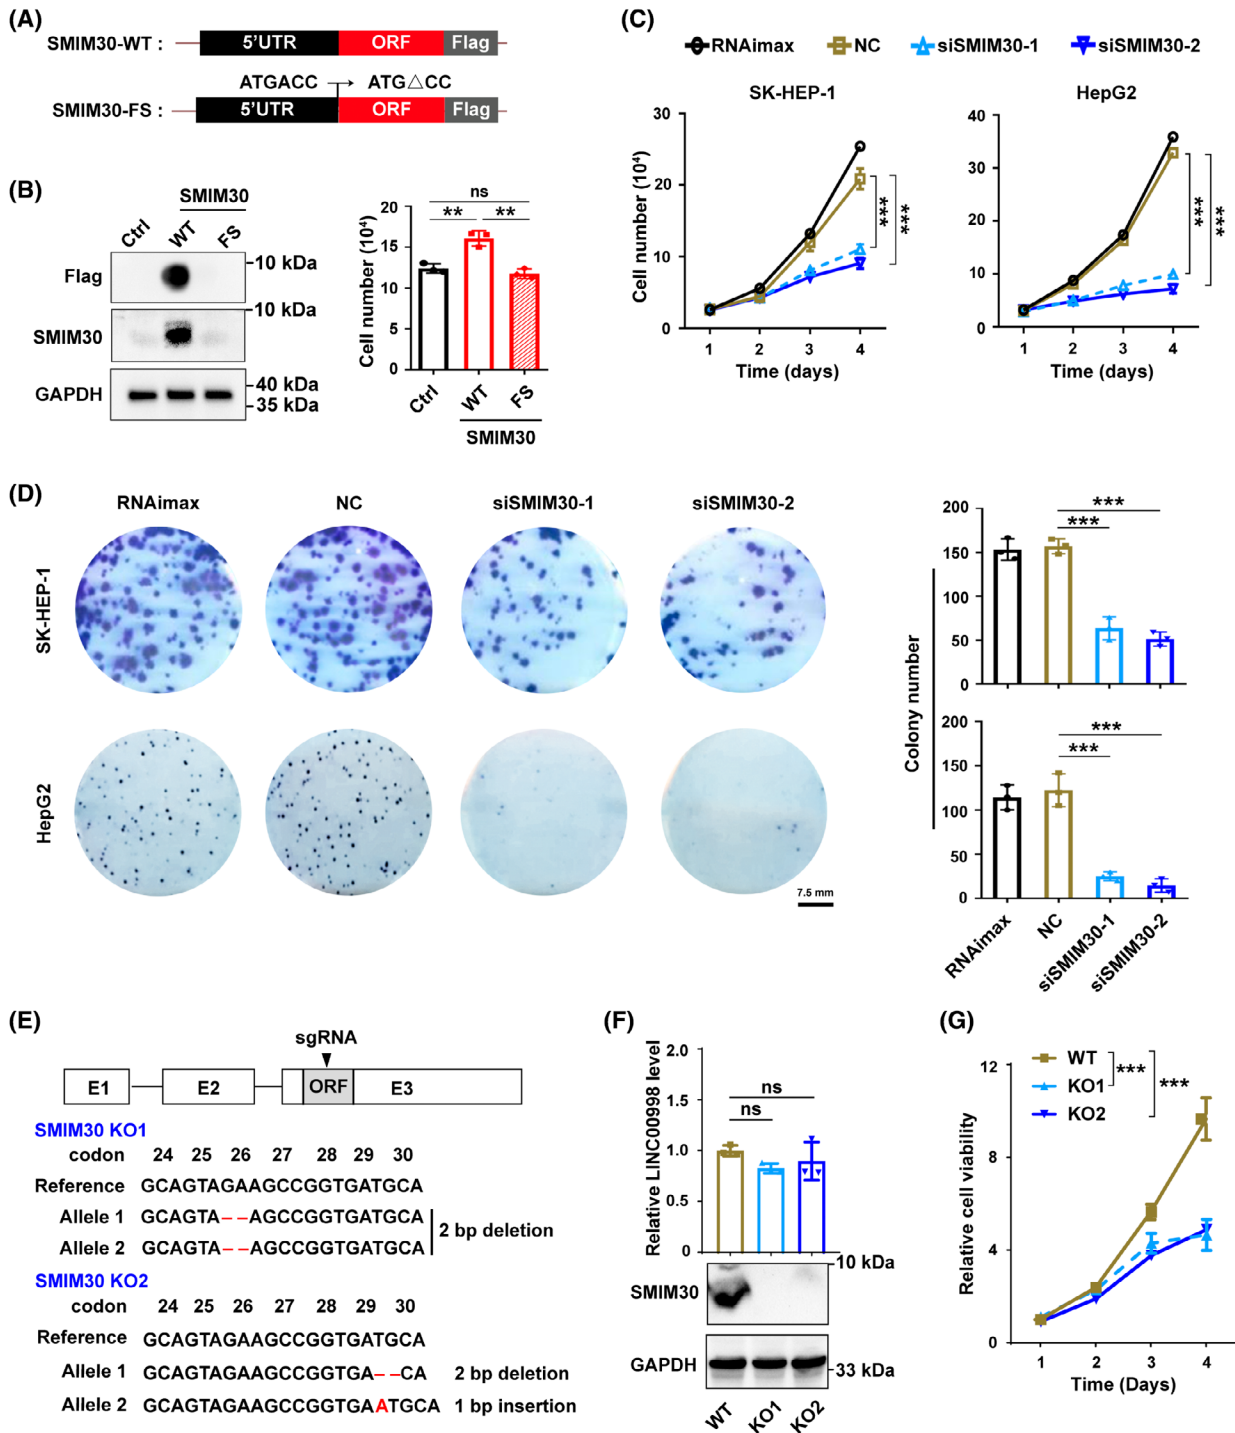 (A)
SMIM30-WT : 5'UTR ORF Flag
ATGACC → ATG△CC
SMIM30-FS : 5'UTR ORF Flag
(B)
SMIM30
Ctrl WT FS
Flag 10 kDa
10 kDa
SMIM30
GAPDH 40 kDa
35 kDa
ns
** **
Cell number (10⁴)
20
15
10
5
0
Ctrl WT FS
SMIM30
(C)
RNAimax NC siSMIM30-1 siSMIM30-2
SK-HEP-1
Cell number (10⁴)
30
20
10
0
*** ***
1 2 3 4
Time (days)
HepG2
40
30
20
10
0
*** ***
1 2 3 4
Time (days)
(D)
RNAimax NC siSMIM30-1 siSMIM30-2
SK-HEP-1
HepG2
7.5 mm
Colony number
200
150
100
50
0
***
***
200
150
100
50
0
***
***
RNAimax NC siSMIM30-1 siSMIM30-2
(E)
sgRNA
E1 E2 ORF E3
SMIM30 KO1
codon 24 25 26 27 28 29 30
Reference GCAGTAGAAGCCGGTGATGCA
Allele 1 GCAGTA--AGCCGGTGATGCA
Allele 2 GCAGTA--AGCCGGTGATGCA
2 bp deletion
SMIM30 KO2
codon 24 25 26 27 28 29 30
Reference GCAGTAGAAGCCGGTGATGCA
Allele 1 GCAGTAGAAGCCGGTGA--CA 2 bp deletion
Allele 2 GCAGTAGAAGCCGGTGAATGCA 1 bp insertion
(F)
Relative LINC00998 level
2.0
1.5
1.0
0.5
0
ns
ns
10 kDa
SMIM30
GAPDH 33 kDa
WT KO1 KO2
(G)
Relative cell viability
12
8
4
0
WT
KO1
KO2
***
***
1 2 3 4
Time (Days)